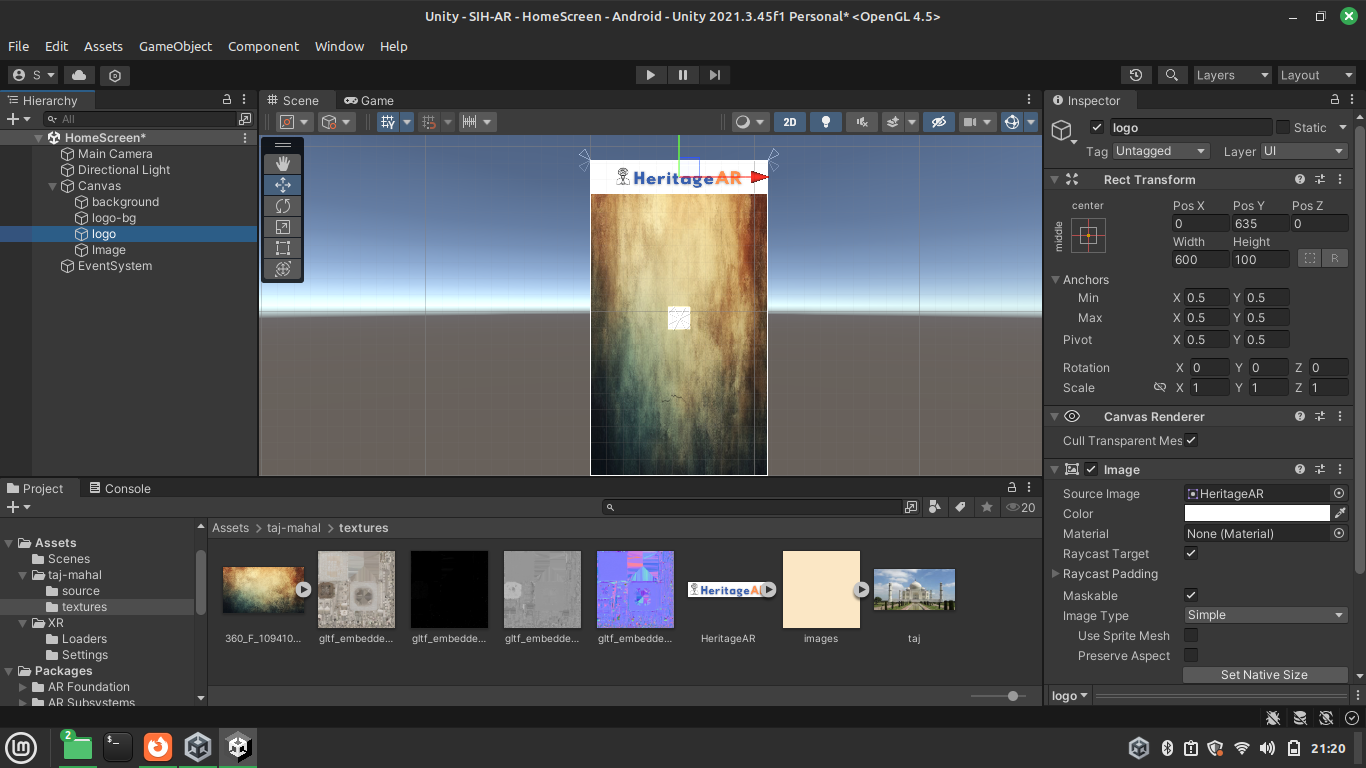 Unity - SIH-AR - HomeScreen - Android - Unity 2021.3.45f1 Personal* <OpenGL 4.5>
File Edit Assets GameObject Component Window Help
S Layers Layout
Hierarchy
All
HomeScreen*
Main Camera
Directional Light
Canvas
background
logo-bg
logo
Image
EventSystem
Scene Game
2D
HeritageAR
Inspector
logo Static
Tag Untagged Layer UI
Rect Transform
center
middle
Pos X Pos Y Pos Z
0 635 0
Width Height
600 100 R
Anchors
Min X 0.5 Y 0.5
Max X 0.5 Y 0.5
Pivot X 0.5 Y 0.5
Rotation X 0 Y 0 Z 0
Scale X 1 Y 1 Z 1
Canvas Renderer
Cull Transparent Mes
Image
Source Image HeritageAR
Color
Material None (Material)
Raycast Target
Raycast Padding
Maskable
Image Type Simple
Use Sprite Mesh
Preserve Aspect
Set Native Size
logo
Project Console
20
Assets
Scenes
taj-mahal
source
textures
XR
Loaders
Settings
Packages
AR Foundation
AR Subsystems
Assets > taj-mahal > textures
HeritageAR
360_F_109410... gltf_embedde... gltf_embedde... gltf_embedde... gltf_embedde... HeritageAR images taj
2
$_
21:20